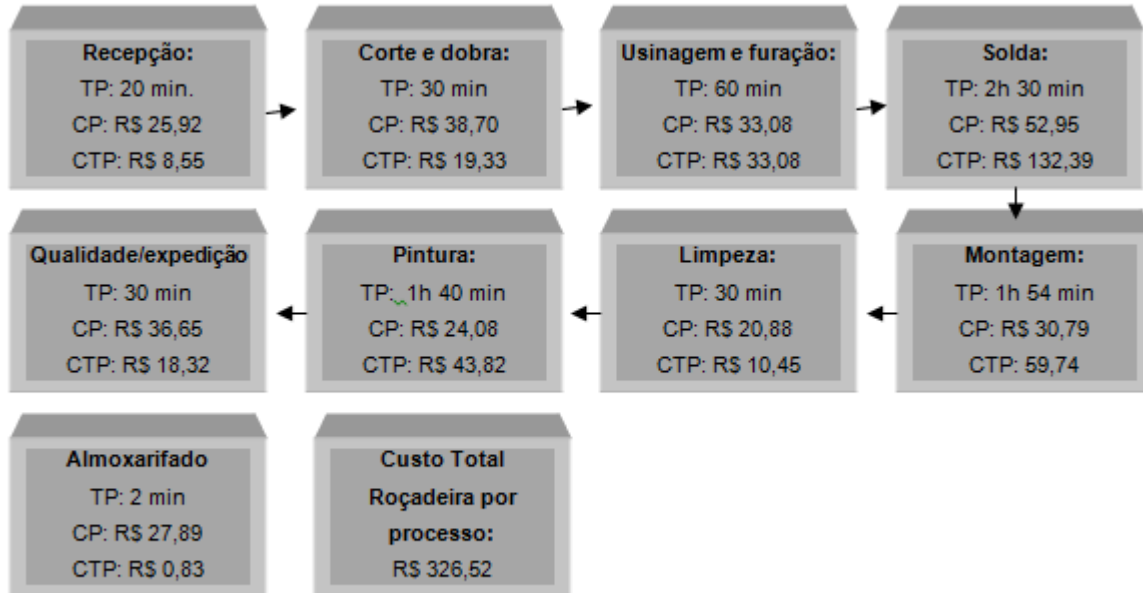 Recepção:
TP: 20 min.
CP: R$ 25,92
CTP: R$ 8,55
Corte e dobra:
TP: 30 min
CP: R$ 38,70
CTP: R$ 19,33
Usinagem e furação:
TP: 60 min
CP: R$ 33,08
CTP: R$ 33,08
Solda:
TP: 2h 30 min
CP: R$ 52,95
CTP: R$ 132,39
Montagem:
TP: 1h 54 min
CP: R$ 30,79
CTP: 59,74
Limpeza:
TP: 30 min
CP: R$ 20,88
CTP: R$ 10,45
Pintura:
TP: 1h 40 min
CP: R$ 24,08
CTP: R$ 43,82
Qualidade/expedição
TP: 30 min
CP: R$ 36,65
CTP: R$ 18,32
Almoxarifado
TP: 2 min
CP: R$ 27,89
CTP: R$ 0,83
Custo Total
Roçadeira por
processo:
R$ 326,52